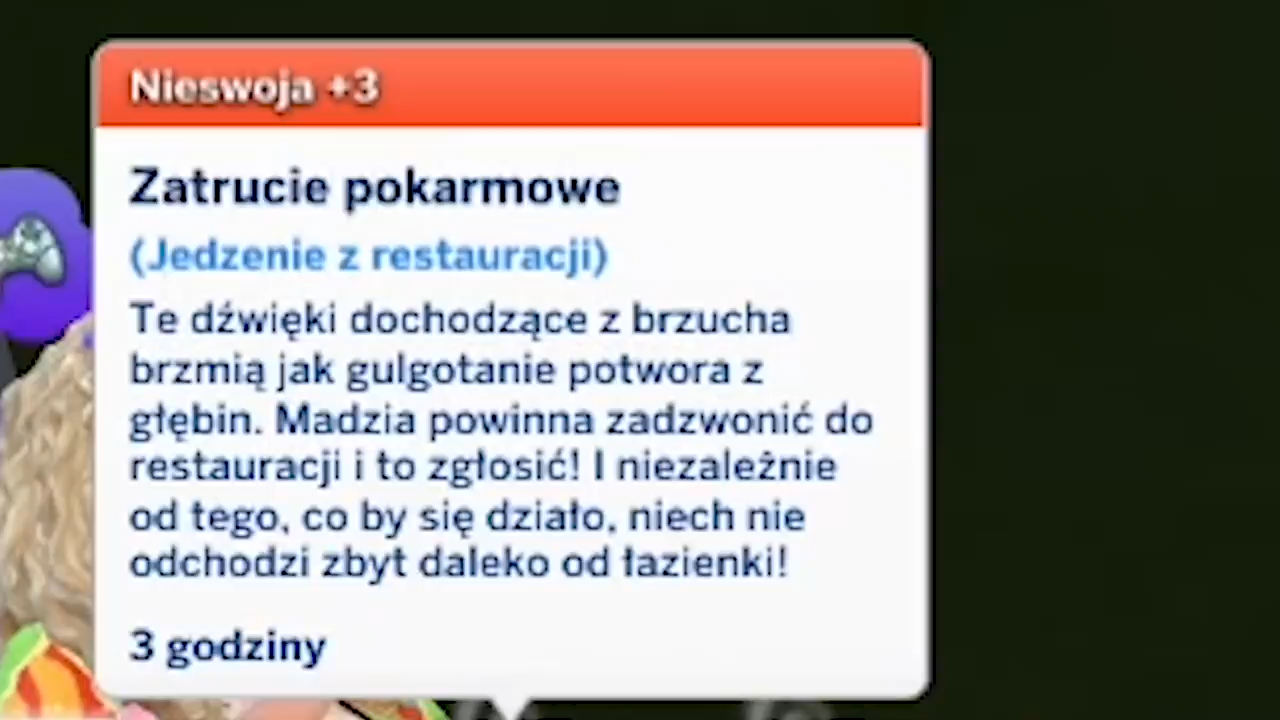 Nieswoja +3
Zatrucie pokarmowe
(Jedzenie z restauracji)
Te dźwięki dochodzące z brzucha
brzmią jak gulgotanie potwora z
głębin. Madzia powinna zadzwonić do
restauracji i to zgłosić! I niezależnie
od tego, co by się działo, niech nie
odchodzi zbyt daleko od łazienki!
3 godziny